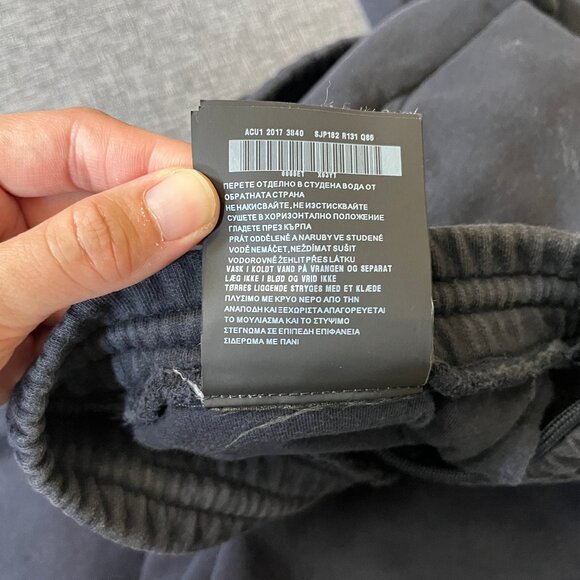 ACU1 2017 3840 SJP182 R131 G86
ПЕРЕТЕ ОТДЕЛНО В СТУДЕНА ВОДА ОТ
ОБРАТНАТА СТРАНА
НЕ НАКИСВАЙТЕ, НЕ ИЗСТИСКВАЙТЕ
СУШЕТЕ В ХОРИЗОНТАЛНО ПОЛОЖЕНИЕ
ГЛАДЕТЕ ПРЕЗ КЪРПА
PRÁT ODDĚLENĚ A NARUBY VE STUDENÉ
VODĚ NEMÁČET, NEŽDÍMAT SUŠIT
VODOROVNĚ ŽEHLIT PŘES LÁTKU
VASK I KOLDT VAND PÅ VRANGEN OG SEPARAT
LÆG IKKE I BLØD OG VRID IKKE
TØRRES LIGGENDE STRYGES MED ET KLÆDE
ΠΛΥΣΙΜΟ ΜΕ ΚΡΥΟ ΝΕΡΟ ΑΠΟ ΤΗΝ
ΑΝΑΠΟΔΗ ΚΑΙ ΞΕΧΩΡΙΣΤΑ ΑΠΑΓΟΡΕΥΕΤΑΙ
ΤΟ ΜΟΥΛΙΑΣΜΑ ΚΑΙ ΤΟ ΣΤΥΨΙΜΟ
ΣΤΕΓΝΩΜΑ ΣΕ ΕΠΙΠΕΔΗ ΕΠΙΦΑΝΕΙΑ
ΣΙΔΕΡΩΜΑ ΜΕ ΠΑΝΙ